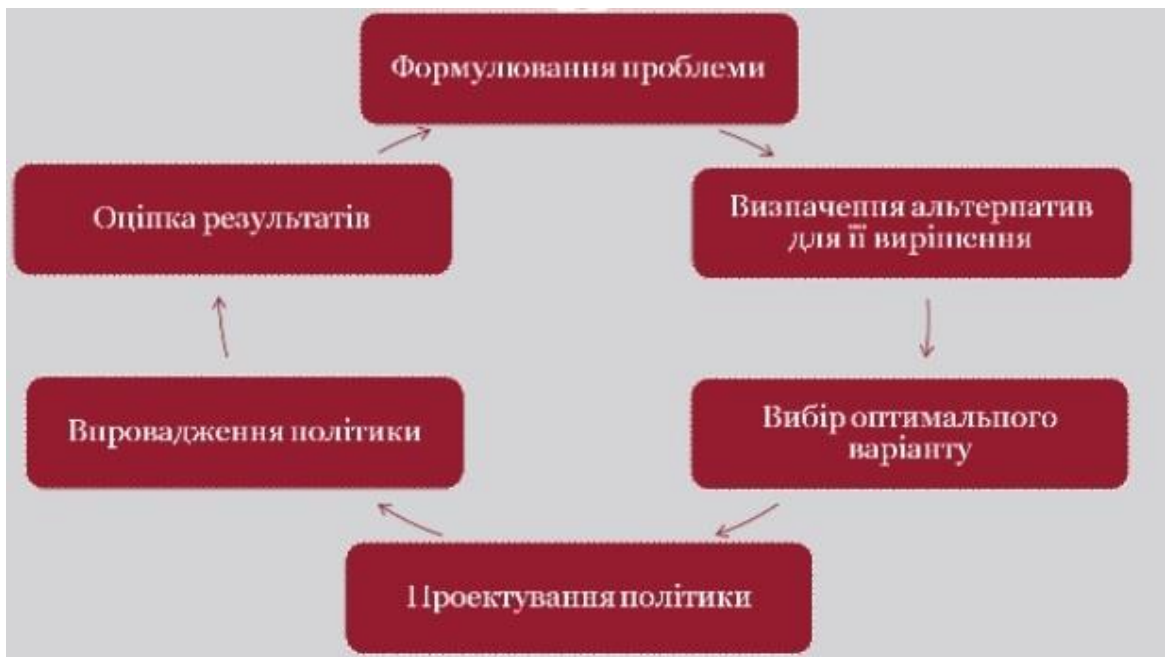 Формулювання проблеми
Визначення альтернатив
для її вирішення
Вибір оптимального
варіанту
Проектування політики
Впровадження політики
Оцінка результатів